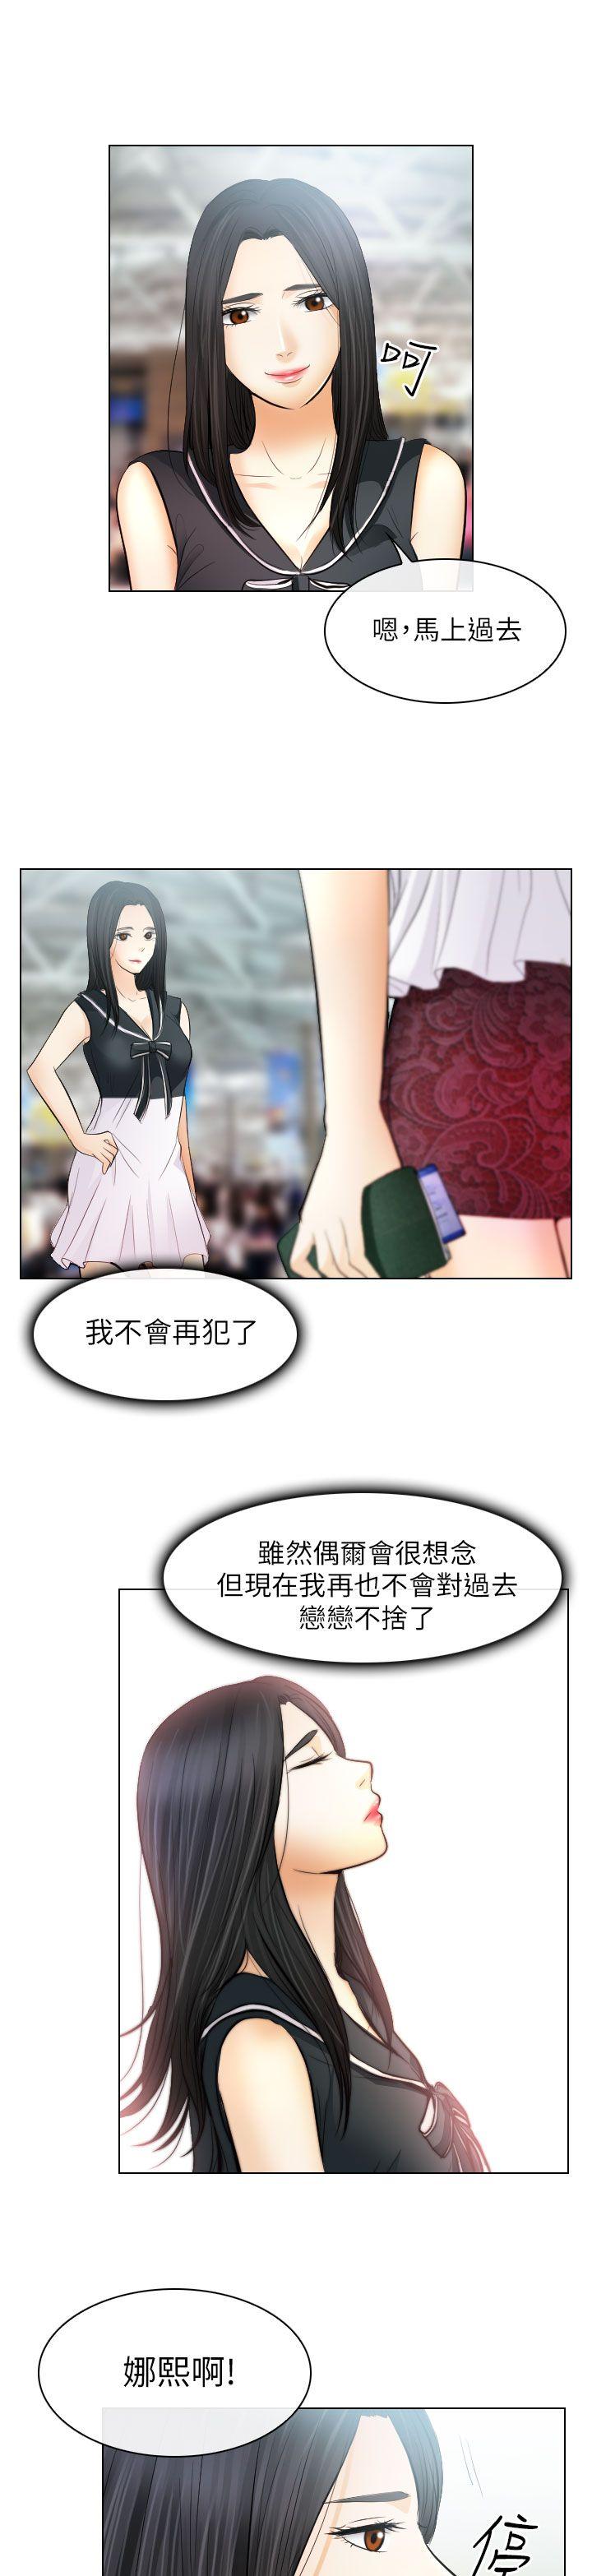 呵
嗯，馬上過去
我不會再犯了
雖然偶爾會很想念
但現在我再也不會對過去
戀戀不捨了
娜熙啊！
停